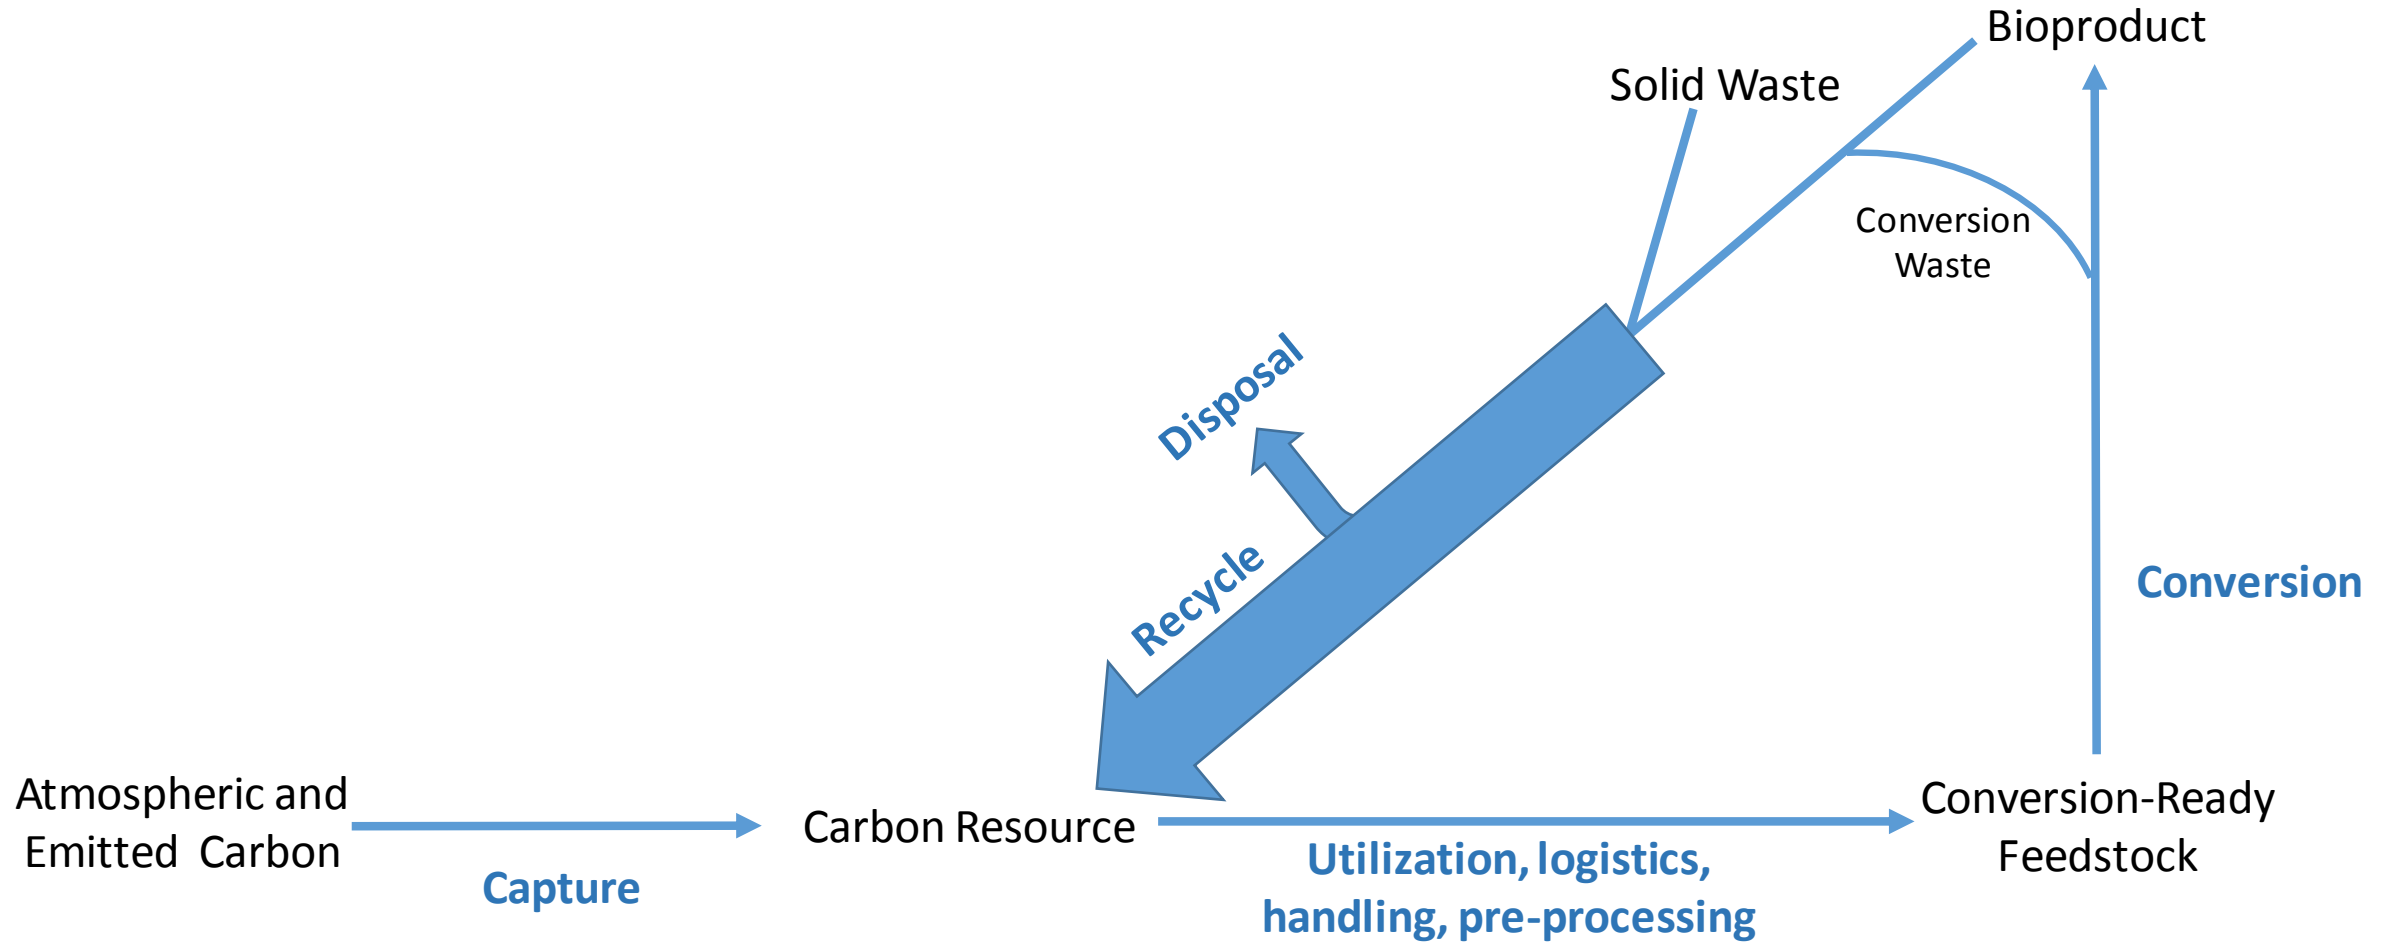 Bioproduct
Solid Waste
Conversion
Waste
Disposal
Recycle
Conversion
Atmospheric and
Emitted Carbon
Capture
Carbon Resource
Utilization, logistics,
handling, pre-processing
Conversion-Ready
Feedstock